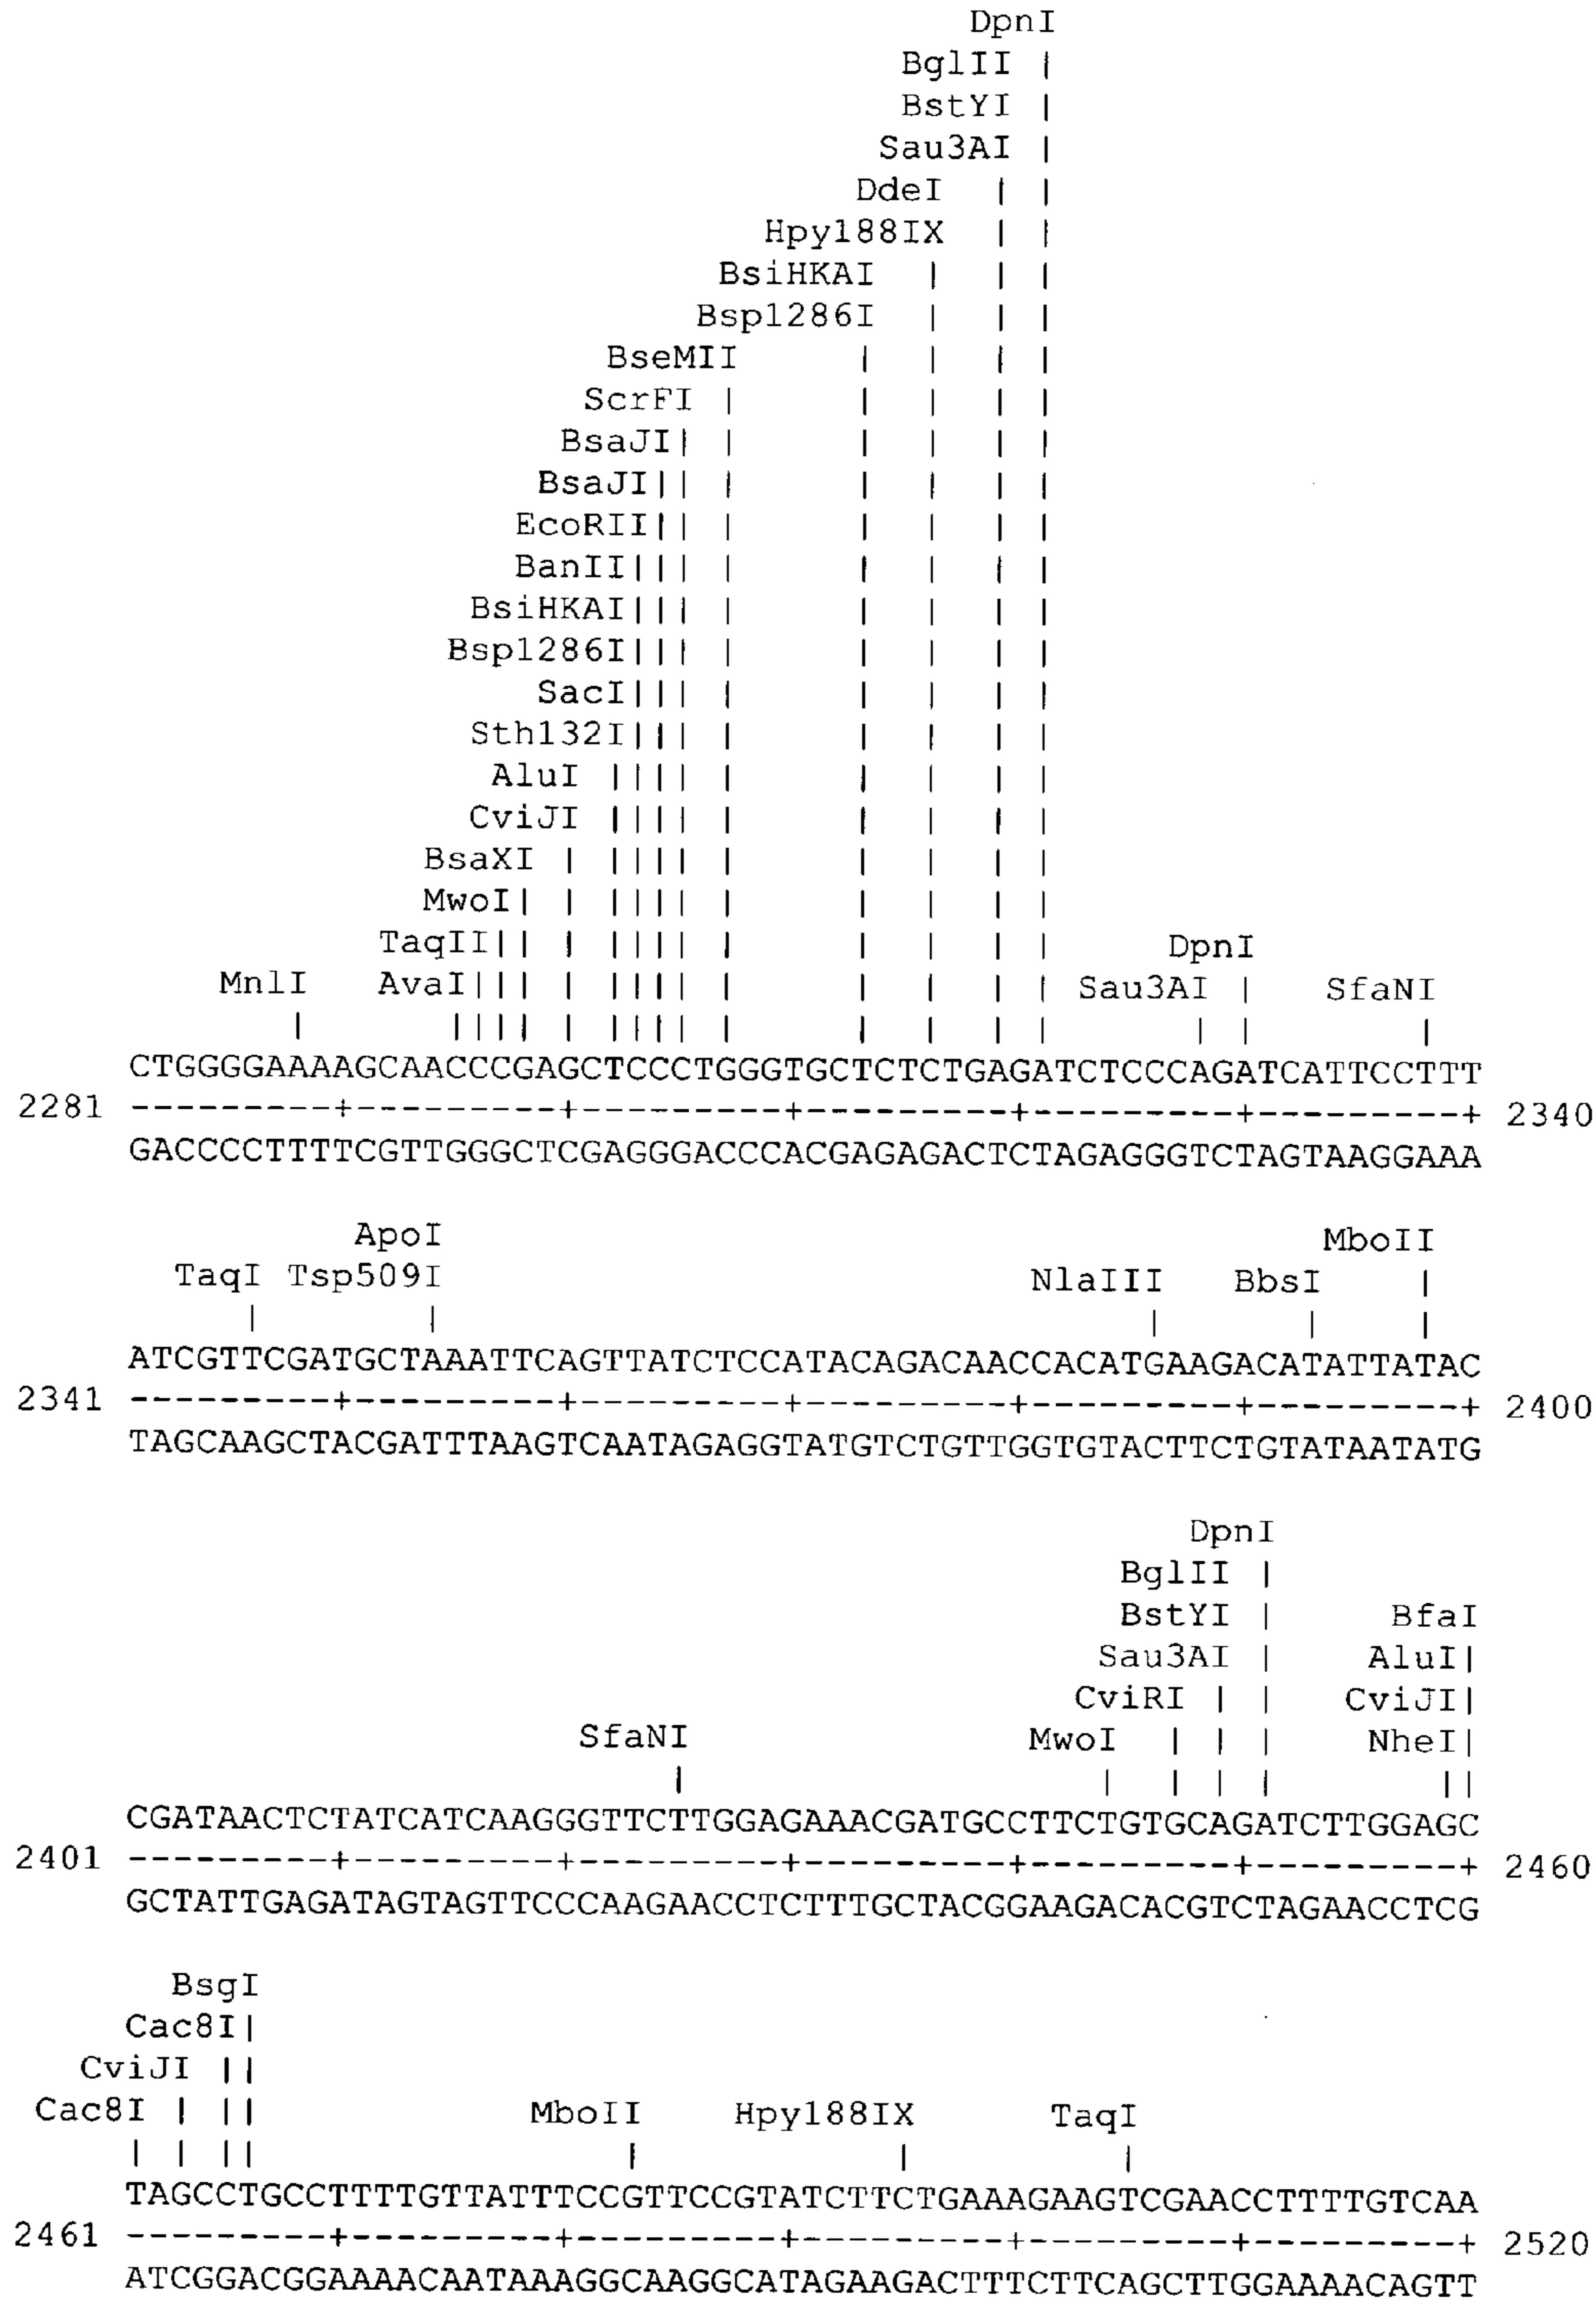 DpnI
BglII |
BstYI |
Sau3AI |
DdeI | |
Hpy188IX | |
BsiHKAI | | |
Bsp1286I | | |
BseMII | | | |
ScrFI | | | | |
BsaJI| | | | | |
BsaJI|| | | | | |
EcoRII|| | | | | |
BanII||| | | | | |
BsiHKAI||| | | | | |
Bsp1286I||| | | | | |
SacI||| | | | | |
Sth132I||| | | | | |
AluI |||| | | | | |
CviJI |||| | | | | |
BsaXI | |||| | | | | |
MwoI| | |||| | | | | |
TaqII|| | |||| | | | | | DpnI
MnlI AvaI||| | |||| | | | | | Sau3AI | SfaNI
| |||| | |||| | | | | | | | |
CTGGGGAAAAGCAACCCGAGCTCCCTGGGTGCTCTCTGAGATCTCCCAGATCATTCCTTT
2281 ---------+---------+---------+---------+---------+---------+ 2340
GACCCCTTTTCGTTGGGCTCGAGGGACCCACGAGAGACTCTAGAGGGTCTAGTAAGGAAA
ApoI MboII
TaqI Tsp509I NlaIII BbsI |
| | | | |
ATCGTTCGATGCTAAATTCAGTTATCTCCATACAGACAACCACATGAAGACATATTATAC
2341 ---------+---------+---------+---------+---------+---------+ 2400
TAGCAAGCTACGATTTAAGTCAATAGAGGTATGTCTGTTGGTGTACTTCTGTATAATATG
DpnI
BglII |
BstYI | BfaI
Sau3AI | AluI|
CviRI | | CviJI|
SfaNI MwoI | | | NheI|
| | | | | ||
CGATAACTCTATCATCAAGGGTTCTTGGAGAAACGATGCCTTCTGTGCAGATCTTGGAGC
2401 ---------+---------+---------+---------+---------+---------+ 2460
GCTATTGAGATAGTAGTTCCCAAGAACCTCTTTGCTACGGAAGACACGTCTAGAACCTCG
BsgI
Cac8I|
CviJI ||
Cac8I | || MboII Hpy188IX TaqI
| | || | | |
TAGCCTGCCTTTTGTTATTTCCGTTCCGTATCTTCTGAAAGAAGTCGAACCTTTTGTCAA
2461 ---------+---------+---------+---------+---------+---------+ 2520
ATCGGACGGAAAACAATAAAGGCAAGGCATAGAAGACTTTCTTCAGCTTGGAAAACAGTT